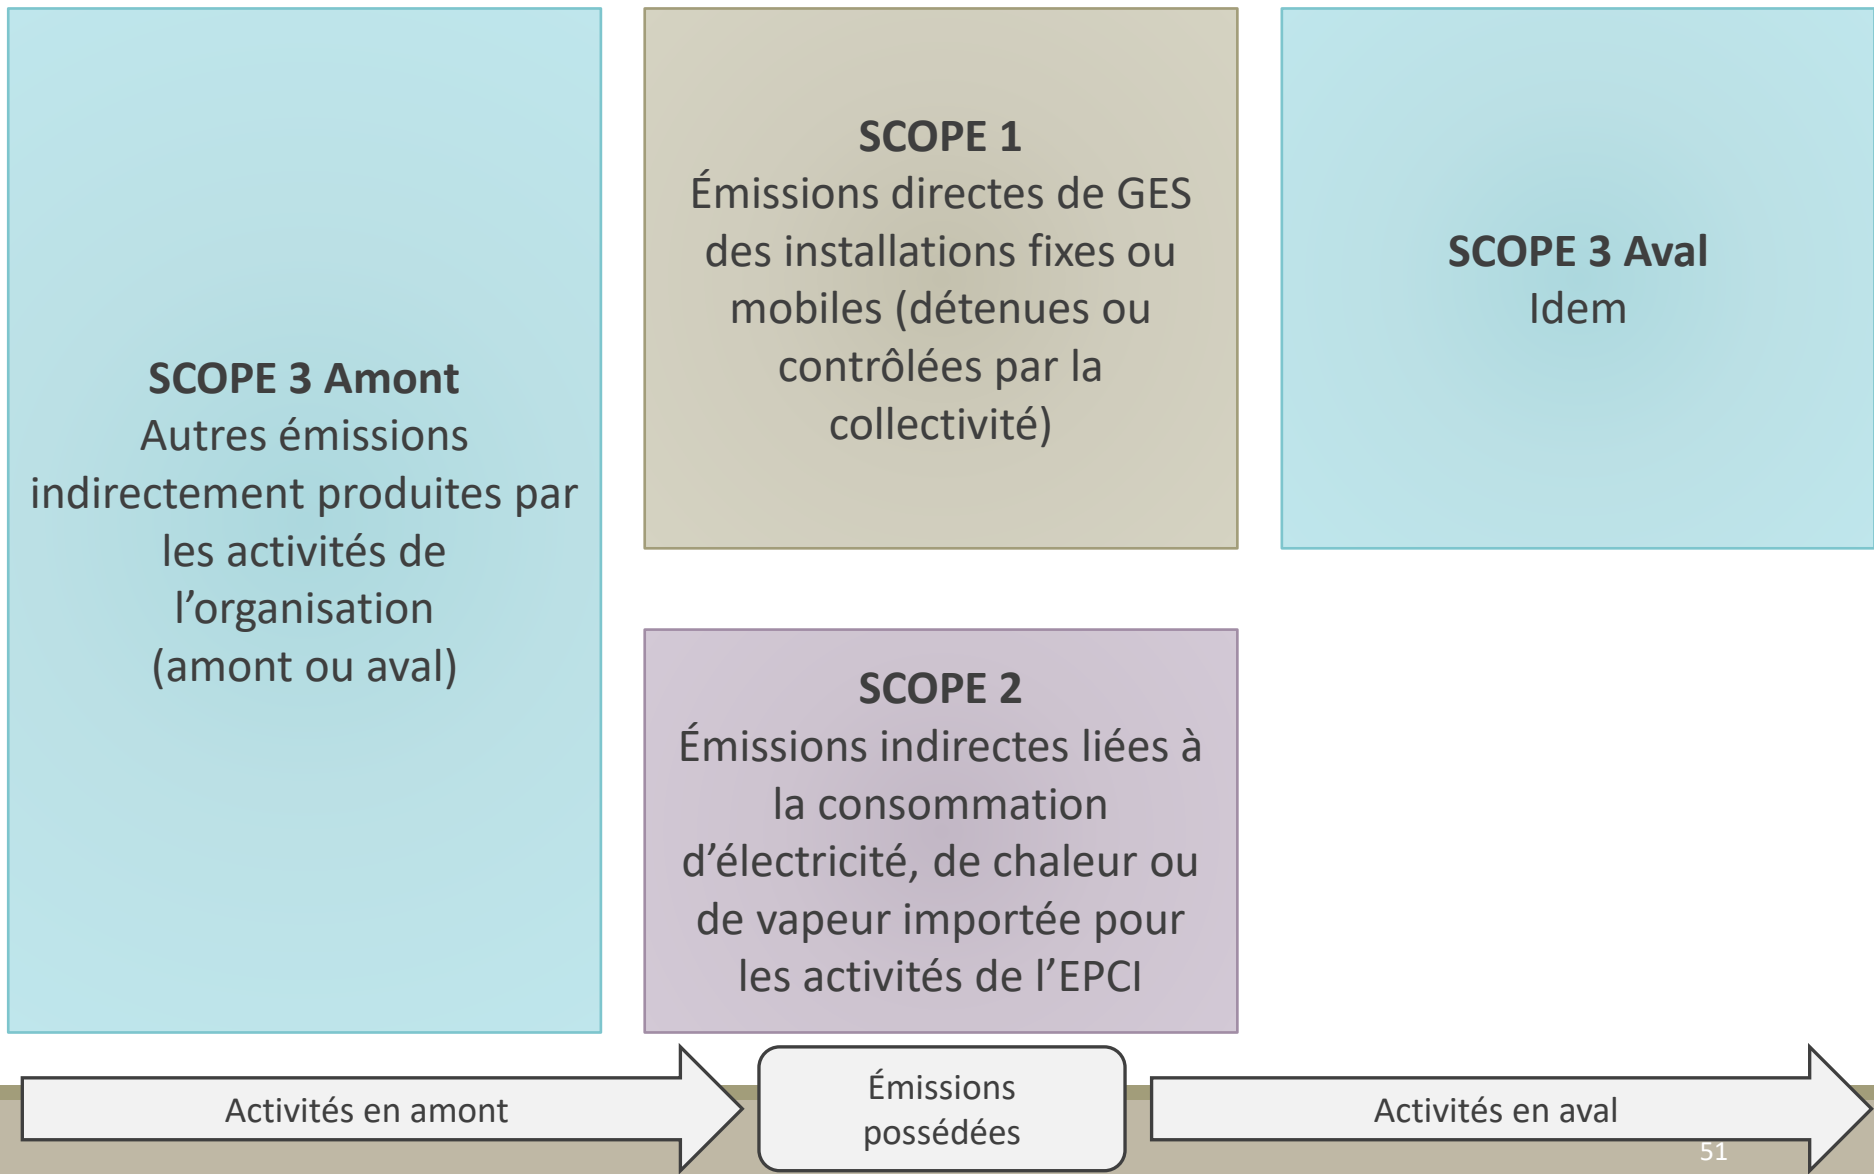 SCOPE 3 Amont
Autres émissions
indirectement produites par
les activités de
l’organisation
(amont ou aval)
SCOPE 1
Émissions directes de GES
des installations fixes ou
mobiles (détenues ou
contrôlées par la
collectivité)
SCOPE 2
Émissions indirectes liées à
la consommation
d’électricité, de chaleur ou
de vapeur importée pour
les activités de l’EPCI
SCOPE 3 Aval
Idem
Activités en amont
Émissions
possédées
Activités en aval
51